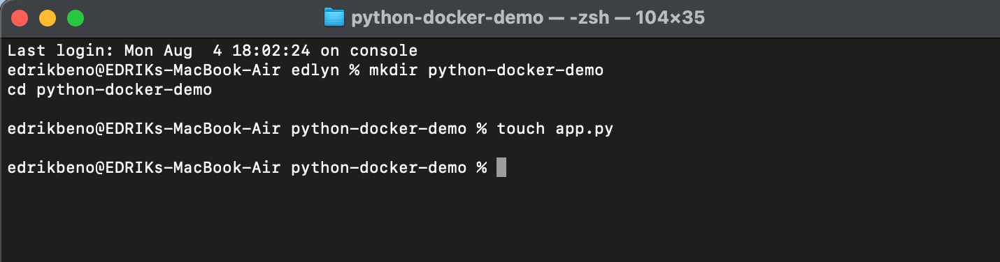 python-docker-demo — -zsh — 104×35
Last login: Mon Aug  4 18:02:24 on console
edrikbeno@EDRIKs-MacBook-Air edlyn % mkdir python-docker-demo
cd python-docker-demo
edrikbeno@EDRIKs-MacBook-Air python-docker-demo % touch app.py
edrikbeno@EDRIKs-MacBook-Air python-docker-demo %